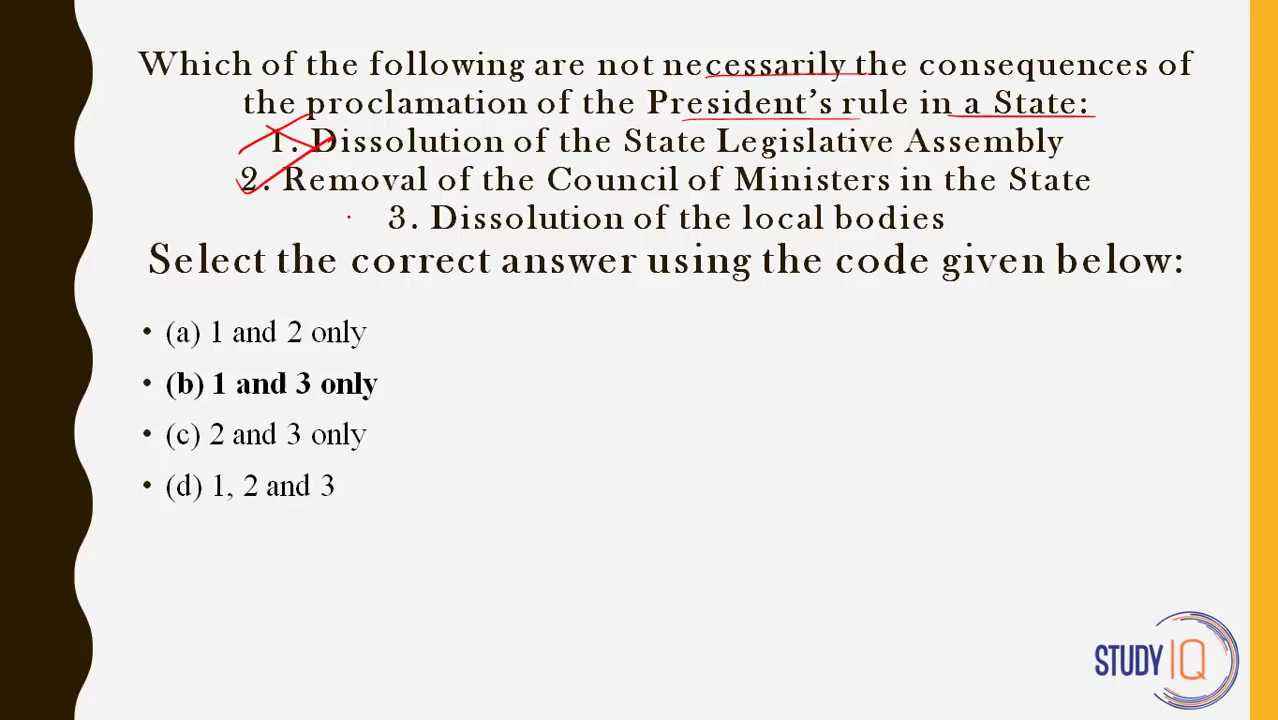 Which of the following are not necessarily the consequences of
the proclamation of the President's rule in a State:
1. Dissolution of the State Legislative Assembly
2. Removal of the Council of Ministers in the State
3. Dissolution of the local bodies
Select the correct answer using the code given below:
• (a) 1 and 2 only
• (b) 1 and 3 only
• (c) 2 and 3 only
• (d) 1, 2 and 3
STUDY IQ